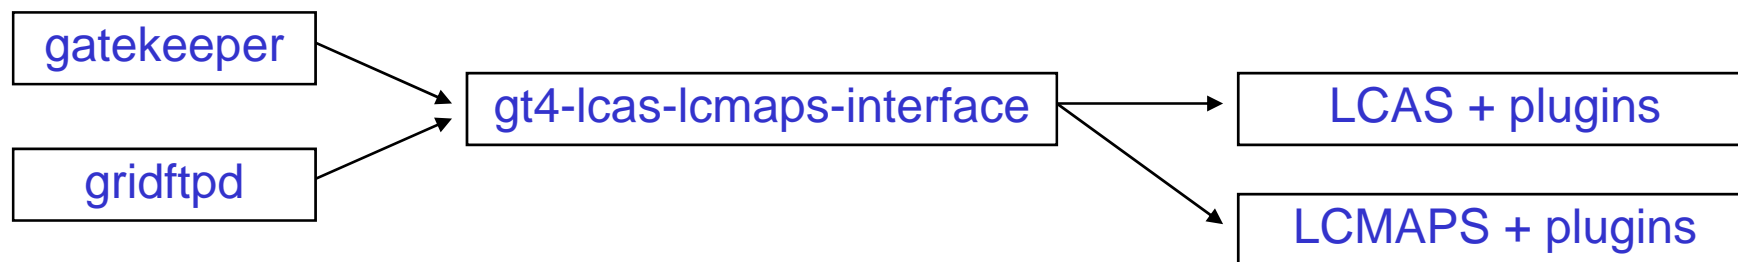 gatekeeper
gridftpd
gt4-lcas-lcmaps-interface
LCAS + plugins
LCMAPS + plugins